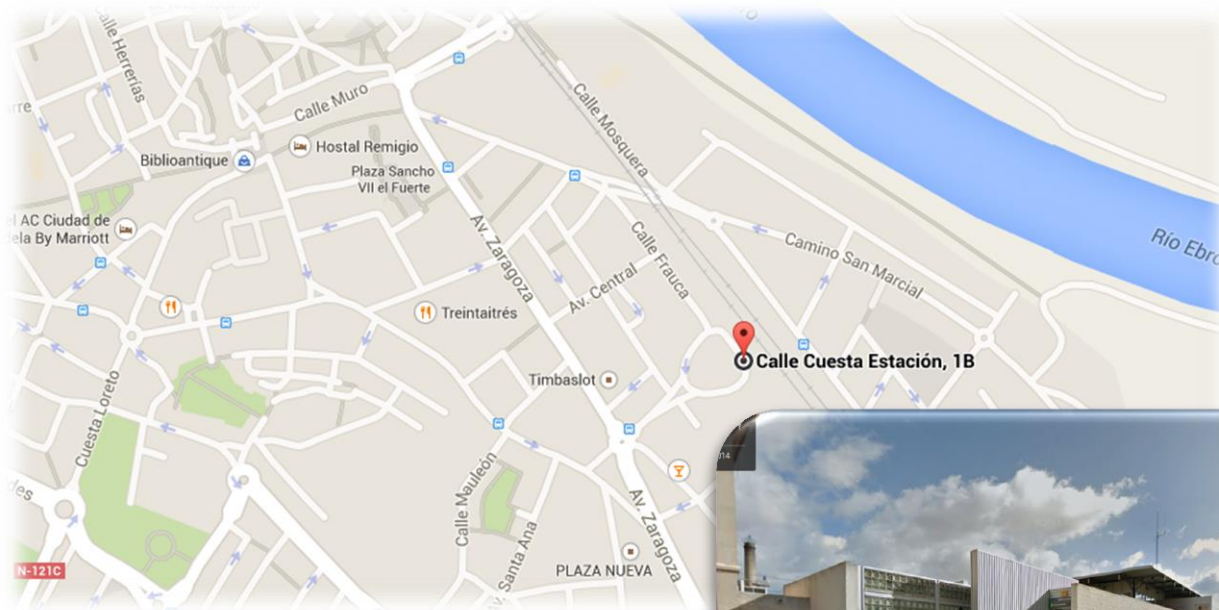 Calle Herrerías
Calle Muro
Calle Mosquera
Hostal Remigio
Biblioantique
Plaza Sancho
VII el Fuerte
AC Ciudad de
By Marriott
Río Ebro
Calle Frauca
Camino San Marcial
Av. Zaragoza
Av. Central
Treintaitrés
Calle Cuesta Estación, 1B
Timbaslot
Cuesta Loreto
Calle Mauleón
Av. Zaragoza
Av. Santa Ana
PLAZA NUEVA
N-121C